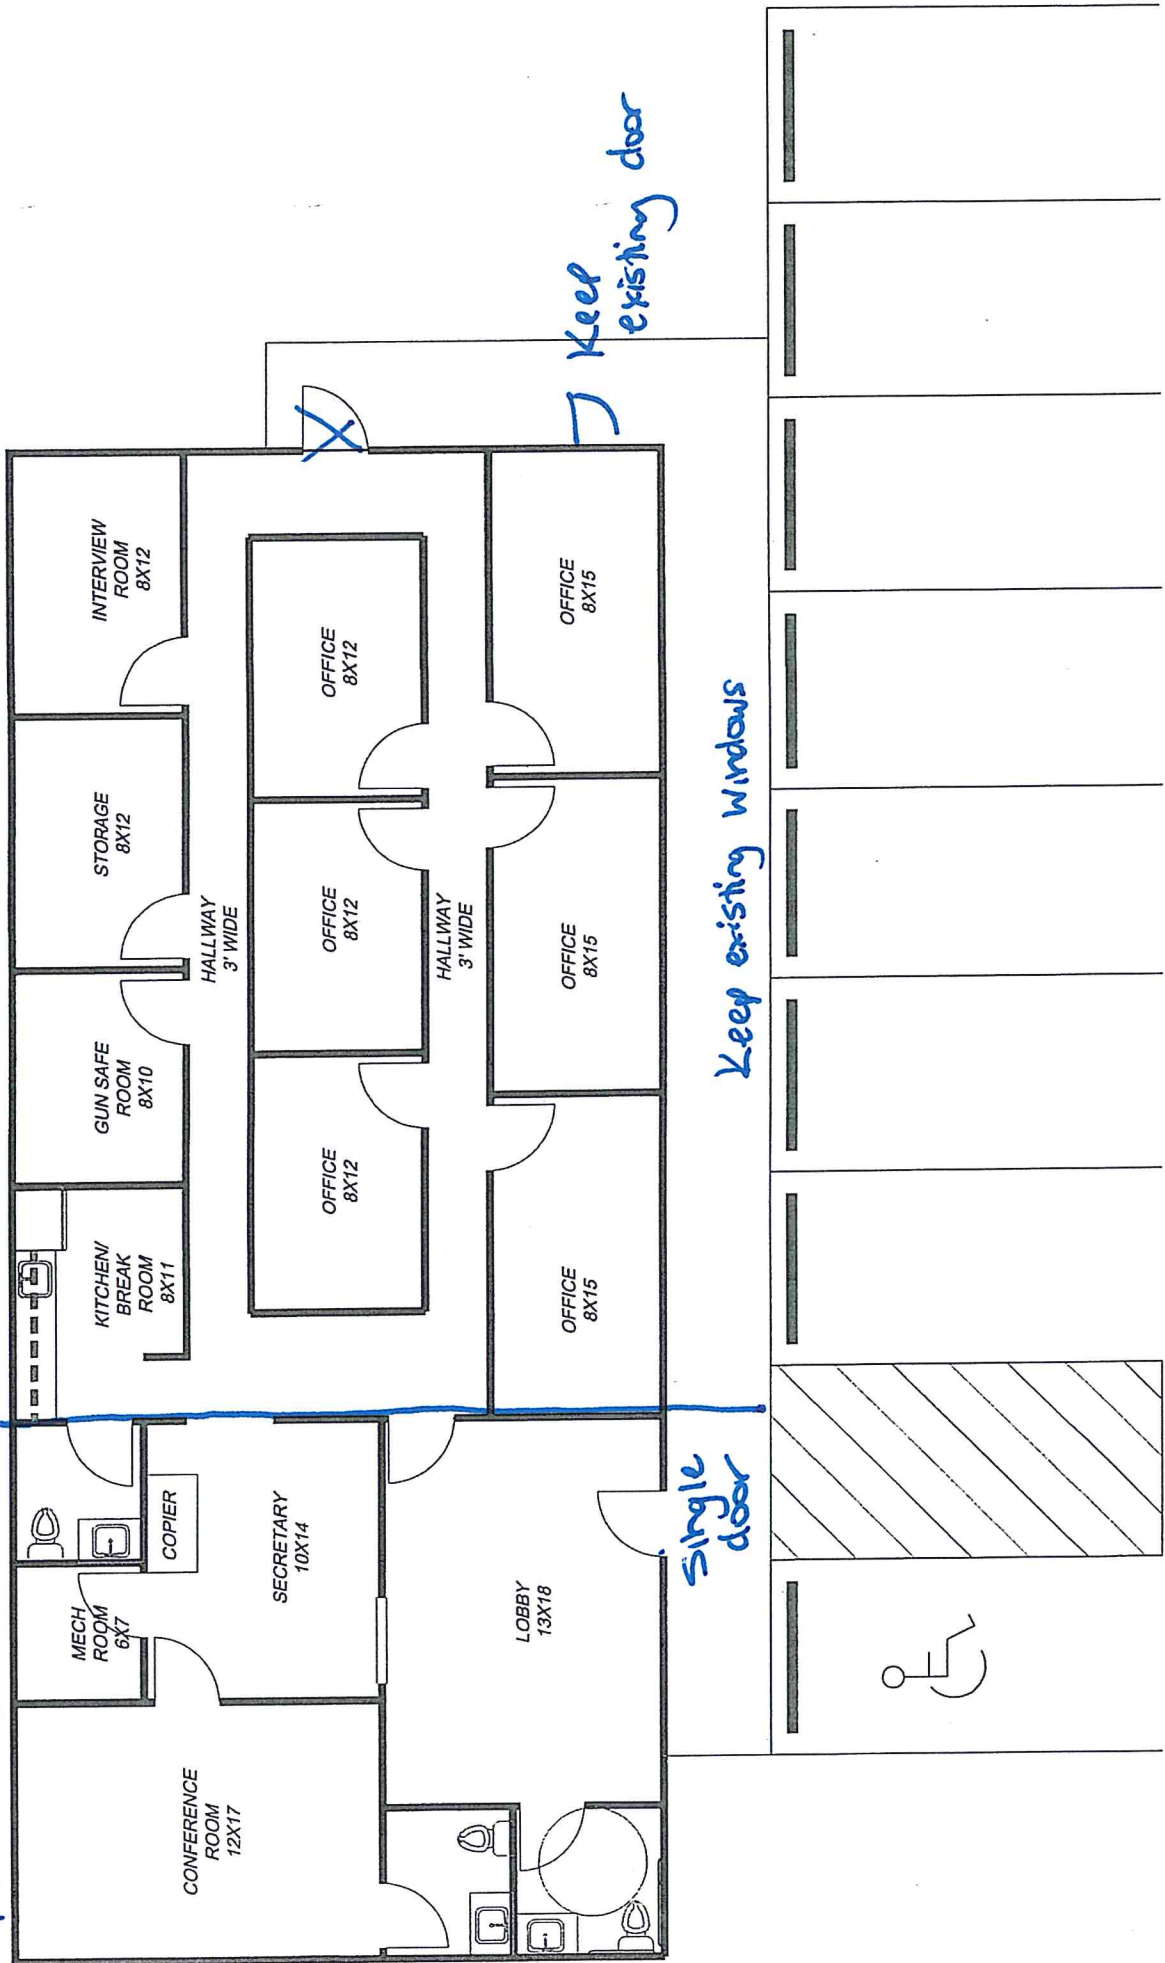 CONFERENCE
ROOM
12X17
MECH
ROOM
6X7
COPIER
KITCHEN/
BREAK
ROOM
8X11
GUN SAFE
ROOM
8X10
STORAGE
8X12
INTERVIEW
ROOM
8X12
SECRETARY
10X14
HALLWAY
3' WIDE
OFFICE
8X12
OFFICE
8X12
OFFICE
8X12
HALLWAY
3' WIDE
LOBBY
13X18
OFFICE
8X15
OFFICE
8X15
OFFICE
8X15
Keep
existing door
Single
door
Keep existing windows